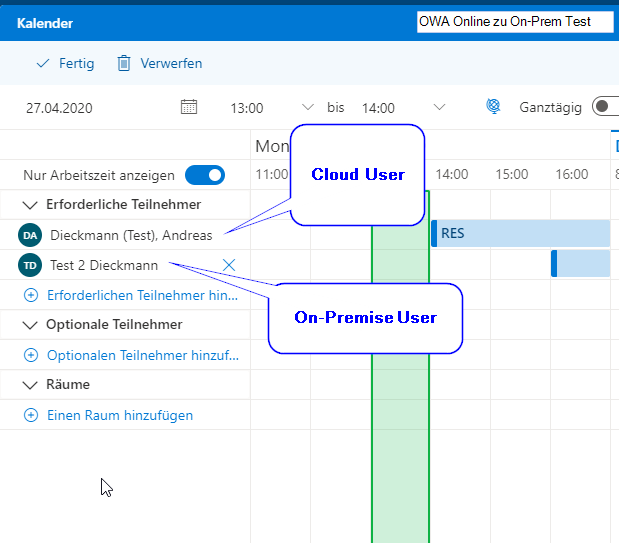 Kalender
OWA Online zu On-Prem Test
Fertig
Verwerfen
27.04.2020
13:00
bis
14:00
Ganztägig
Mon
D
Nur Arbeitszeit anzeigen
11:00
14:00
15:00
16:00
8
Cloud User
Erforderliche Teilnehmer
DA
Dieckmann (Test), Andreas
RES
TD
Test 2 Dieckmann
Erforderlichen Teilnehmer hin...
On-Premise User
Optionale Teilnehmer
Optionalen Teilnehmer hinzuf...
Räume
Einen Raum hinzufügen